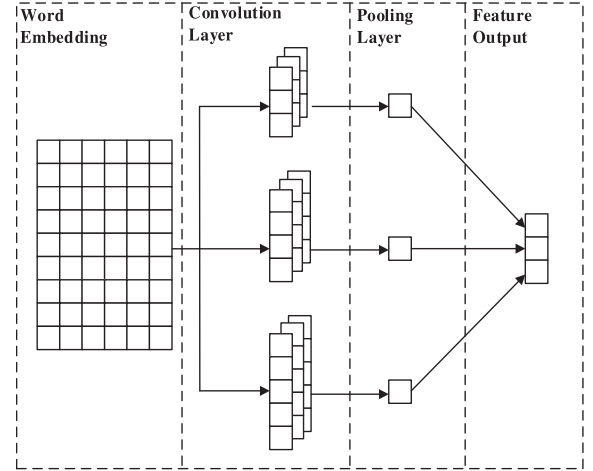 Word
Embedding
Convolution
Layer
Pooling
Layer
Feature
Output